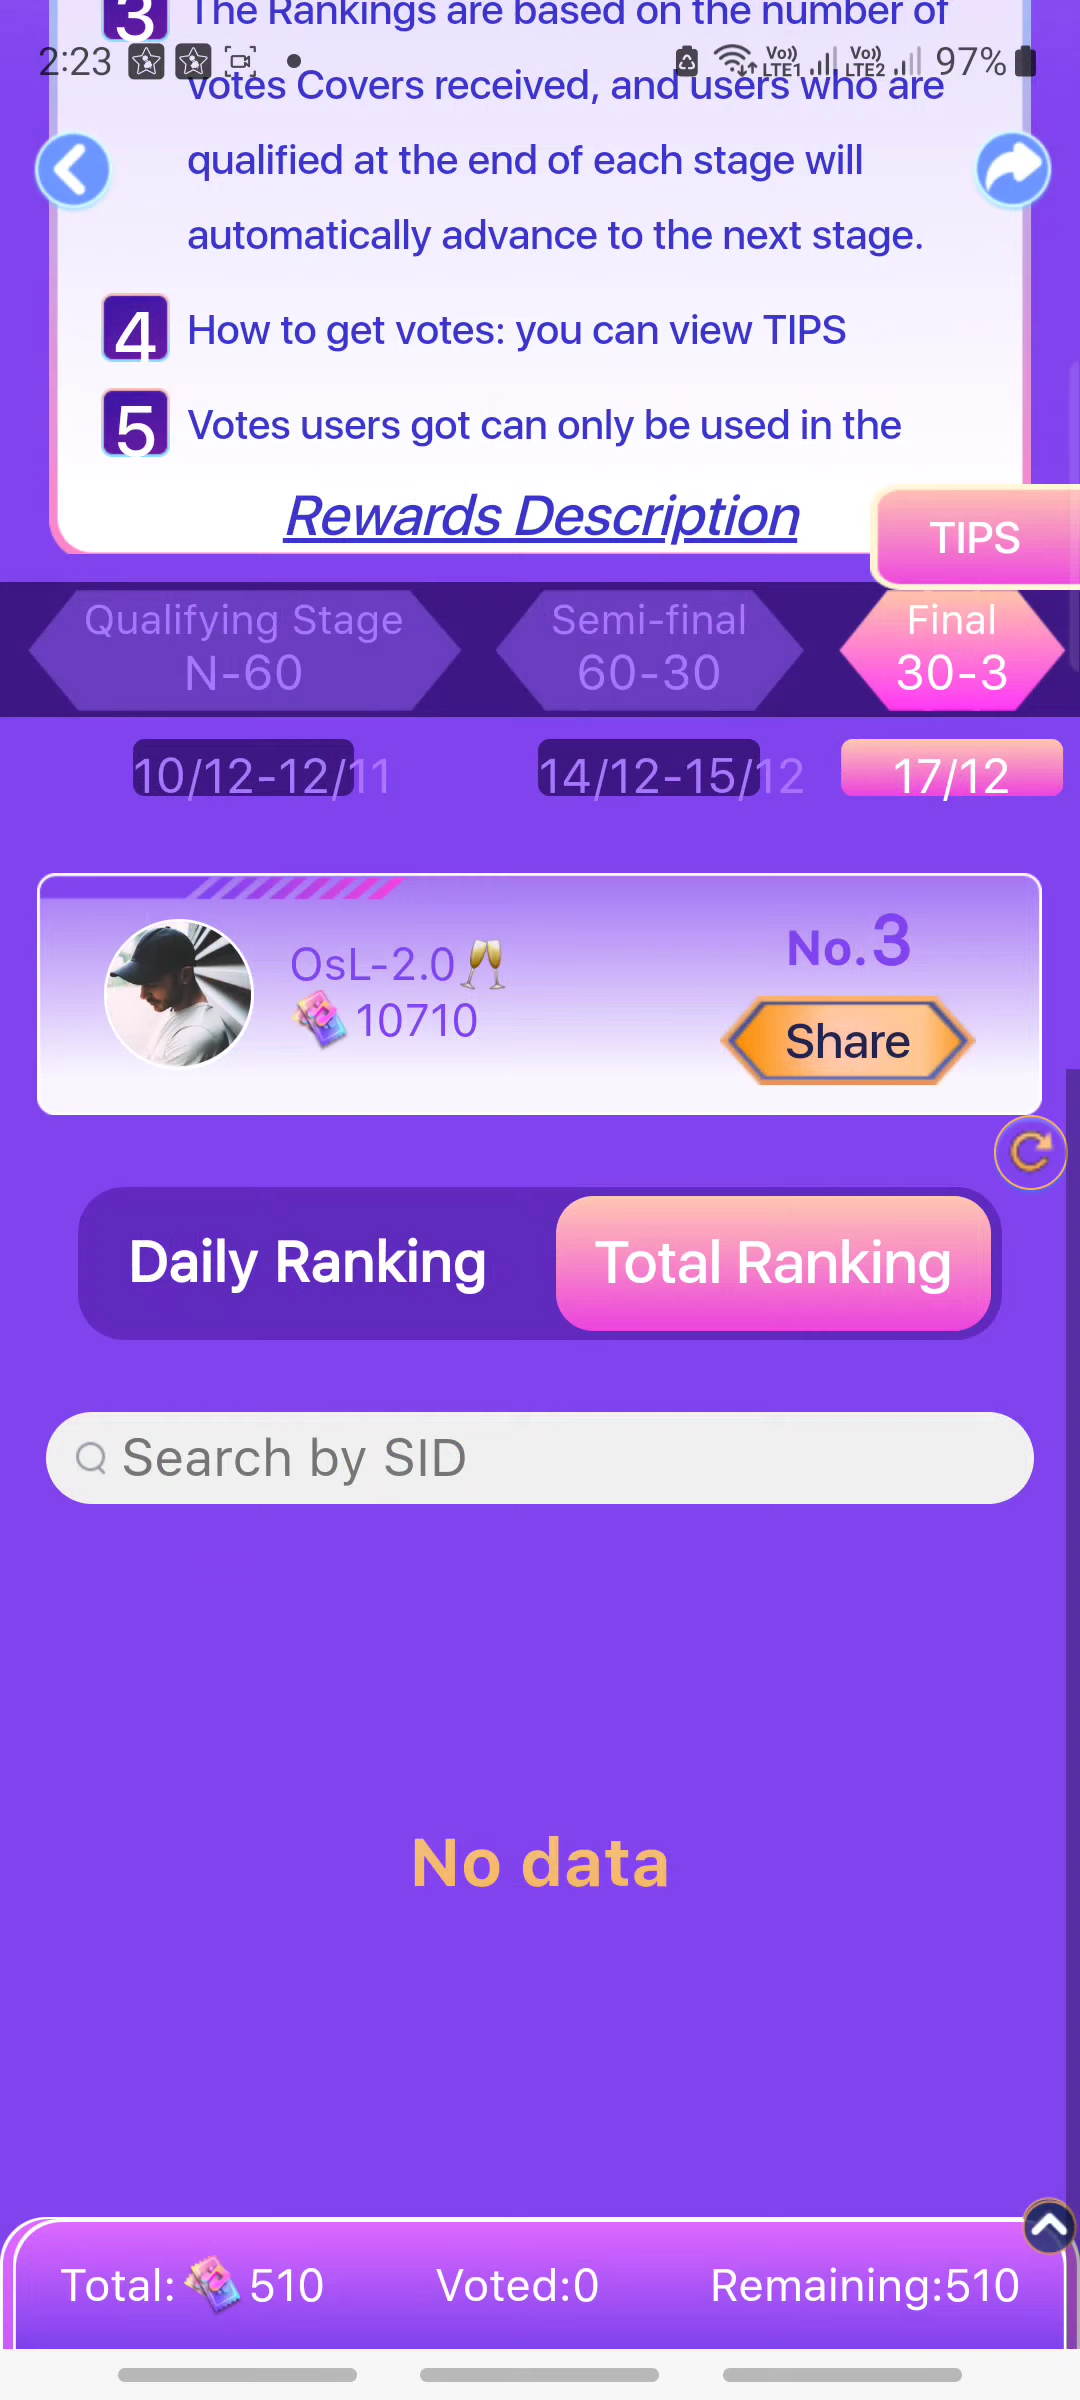 3 The Rankings are based on the number of
2:23 Vo)) LTE1 Vo)) LTE2 97%
votes Covers received, and users who are
qualified at the end of each stage will
automatically advance to the next stage.
4 How to get votes: you can view TIPS
5 Votes users got can only be used in the
Rewards Description
TIPS
Qualifying Stage Semi-final Final
N-60 60-30 30-3
10/12-12/11 14/12-15/12 17/12
OsL-2.0🥂 No.3
10710
Share
Daily Ranking Total Ranking
Search by SID
No data
Total: 510 Voted:0 Remaining:510